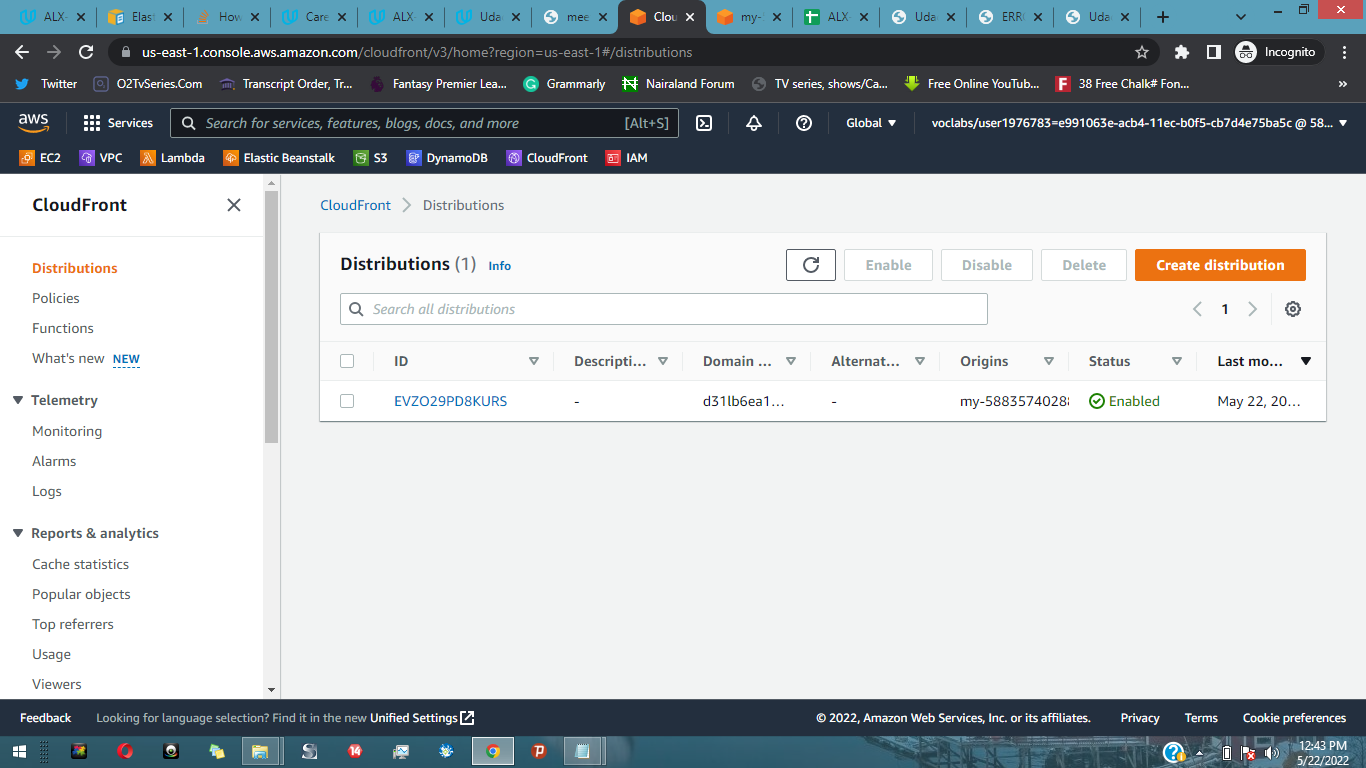 ALX-
Elast
How
Care
ALX-
Uda
mee
Clou
my-
ALX-
Uda
ERRO
Uda
us-east-1.console.aws.amazon.com/cloudfront/v3/home?region=us-east-1#/distributions
Incognito
Twitter
O2TvSeries.Com
Transcript Order, Tr...
Fantasy Premier Lea...
Grammarly
Nairaland Forum
TV series, shows/Ca...
Free Online YouTub...
F
38 Free Chalk# Fon...
»
aws
Services
Search for services, features, blogs, docs, and more
[Alt+S]
Global
voclabs/user1976783=e991063e-acb4-11ec-b0f5-cb7d4e75ba5c @ 58...
EC2
VPC
Lambda
Elastic Beanstalk
S3
DynamoDB
CloudFront
IAM
CloudFront
Distributions
Policies
Functions
What's new NEW
Telemetry
Monitoring
Alarms
Logs
Reports & analytics
Cache statistics
Popular objects
Top referrers
Usage
Viewers
CloudFront
Distributions
Distributions (1) Info
Enable
Disable
Delete
Create distribution
Search all distributions
1
ID
Descripti...
Domain ...
Alternat...
Origins
Status
Last mo...
EVZO29PD8KURS
-
d31lb6ea1...
-
my-58835740288
Enabled
May 22, 20...
Feedback
Looking for language selection? Find it in the new Unified Settings
© 2022, Amazon Web Services, Inc. or its affiliates.
Privacy
Terms
Cookie preferences
14
12:43 PM
5/22/2022